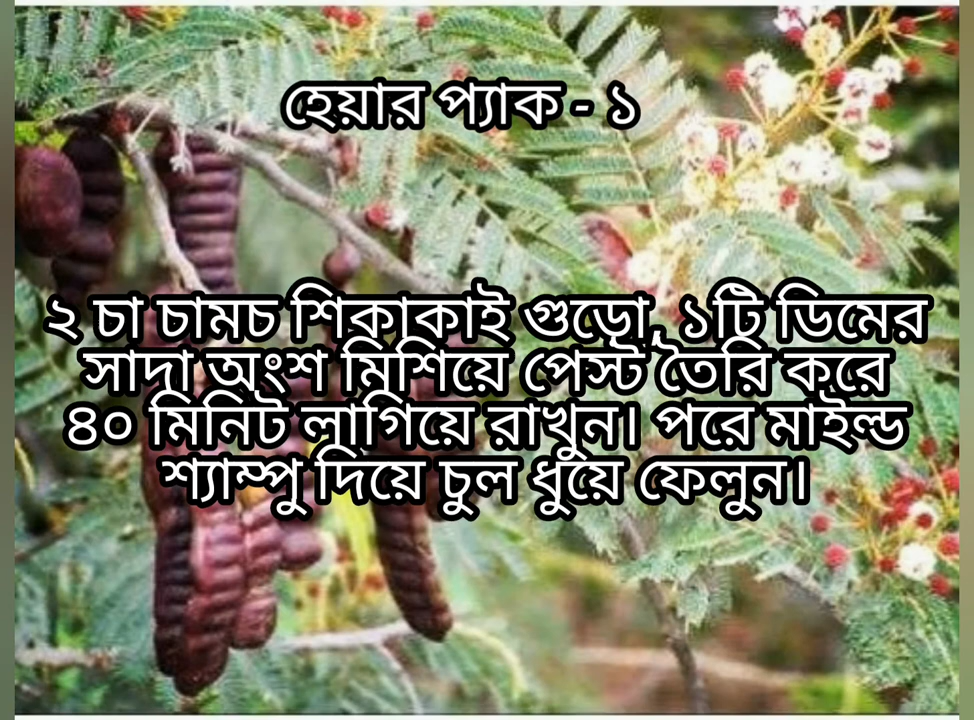 হেয়ার প্যাক - ১
২ চা চামচ শিকাকাই গুড়ো, ১টি ডিমের
সাদা অংশ মিশিয়ে পেস্ট তৈরি করে
৪০ মিনিট লাগিয়ে রাখুন। পরে মাইল্ড
শ্যাম্পু দিয়ে চুল ধুয়ে ফেলুন।